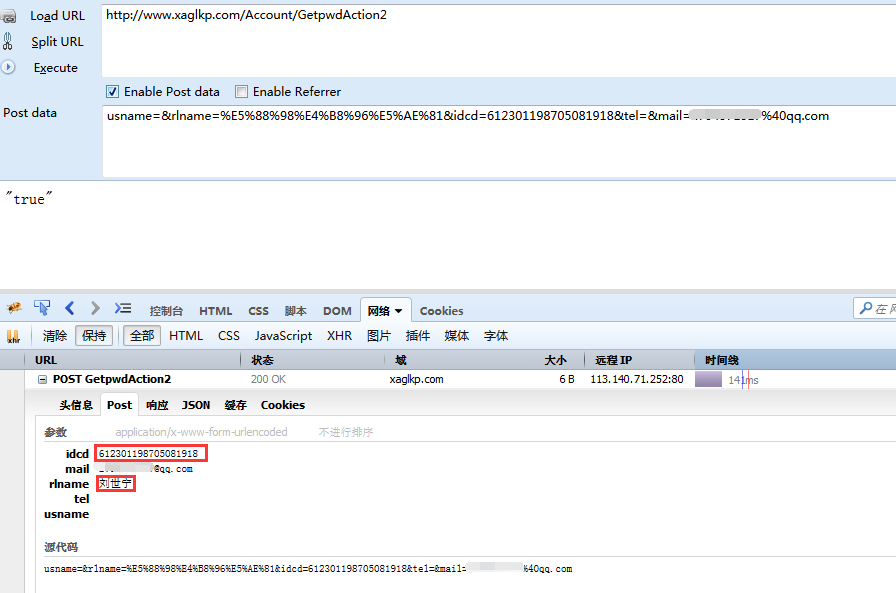 Load URL
http://www.xaglkp.com/Account/GetpwdAction2
Split URL
Execute
Enable Post data Enable Referrer
Post data
usname=&rlname=%E5%88%98%E4%B8%96%E5%AE%81&idcd=612301198705081918&tel=&mail= %40qq.com
"true"
控制台 HTML CSS 脚本 DOM 网络 Cookies
在
清除 保持 全部 HTML CSS JavaScript XHR 图片 插件 媒体 字体
URL 状态 域 大小 远程 IP 时间线
POST GetpwdAction2 200 OK xaglkp.com 6 B 113.140.71.252:80 141ms
头信息 Post 响应 JSON 缓存 Cookies
参数 application/x-www-form-urlencoded 不进行排序
idcd 612301198705081918
mail @qq.com
rlname 刘世宁
tel
usname
源代码
usname=&rlname=%E5%88%98%E4%B8%96%E5%AE%81&idcd=612301198705081918&tel=&mail= %40qq.com